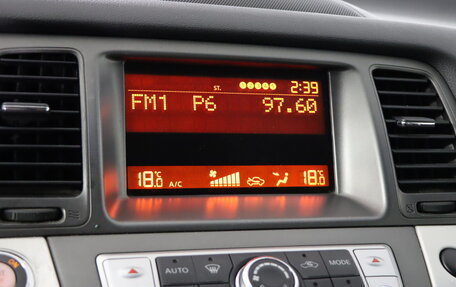 ST. 2:39
FM1 P6 97.60
18.0°C A/C 18.0°C
AUTO MODE